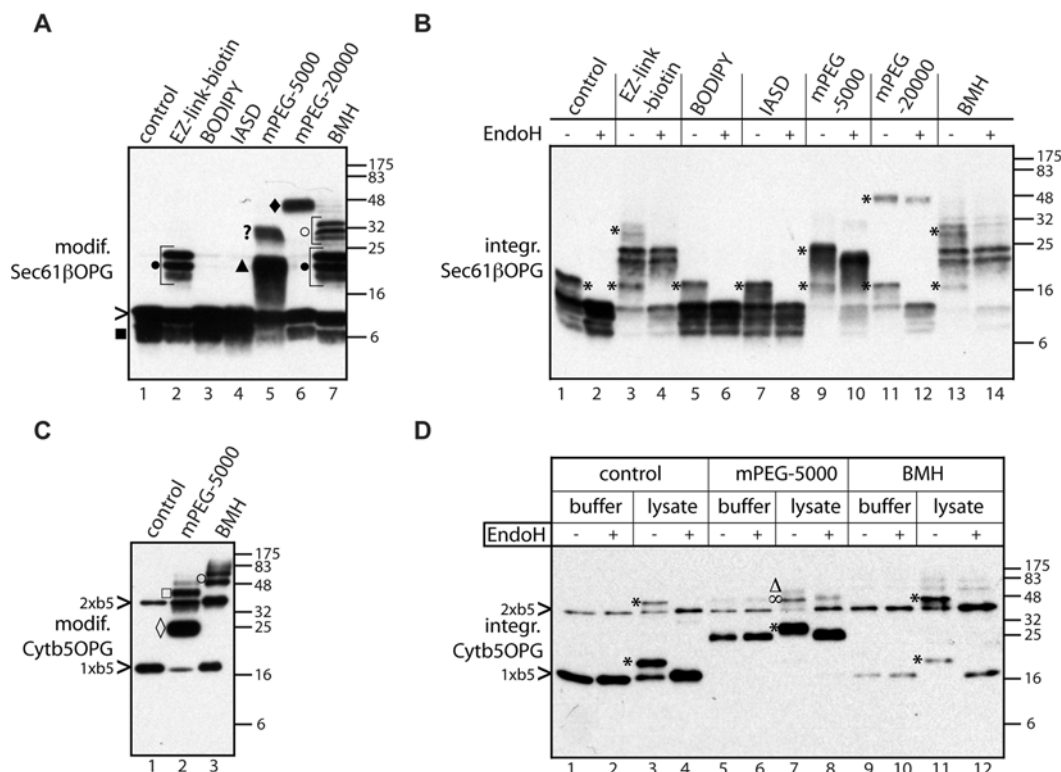 A
control
EZ-link-biotin
BODIPY
IASD
mPEG-5000
mPEG-20000
BMH
175
83
48
32
25
16
6
?
modif.
Sec61βOPG
>
1 2 3 4 5 6 7
B
control
EZ-link
-biotin
BODIPY
IASD
mPEG
-5000
mPEG
-20000
BMH
EndoH - + - + - + - + - + - + - +
175
83
48
32
25
16
6
integr.
Sec61βOPG
* * * * * * * * * *
1 2 3 4 5 6 7 8 9 10 11 12 13 14
C
control
mPEG-5000
BMH
175
83
48
32
25
16
6
2xb5 >
modif.
Cytb5OPG
1xb5 >
1 2 3
D
control mPEG-5000 BMH
buffer lysate buffer lysate buffer lysate
EndoH - + - + - + - + - + - +
175
83
48
32
25
16
6
Δ
∞
2xb5 >
integr.
Cytb5OPG
1xb5 >
* * * * *
1 2 3 4 5 6 7 8 9 10 11 12